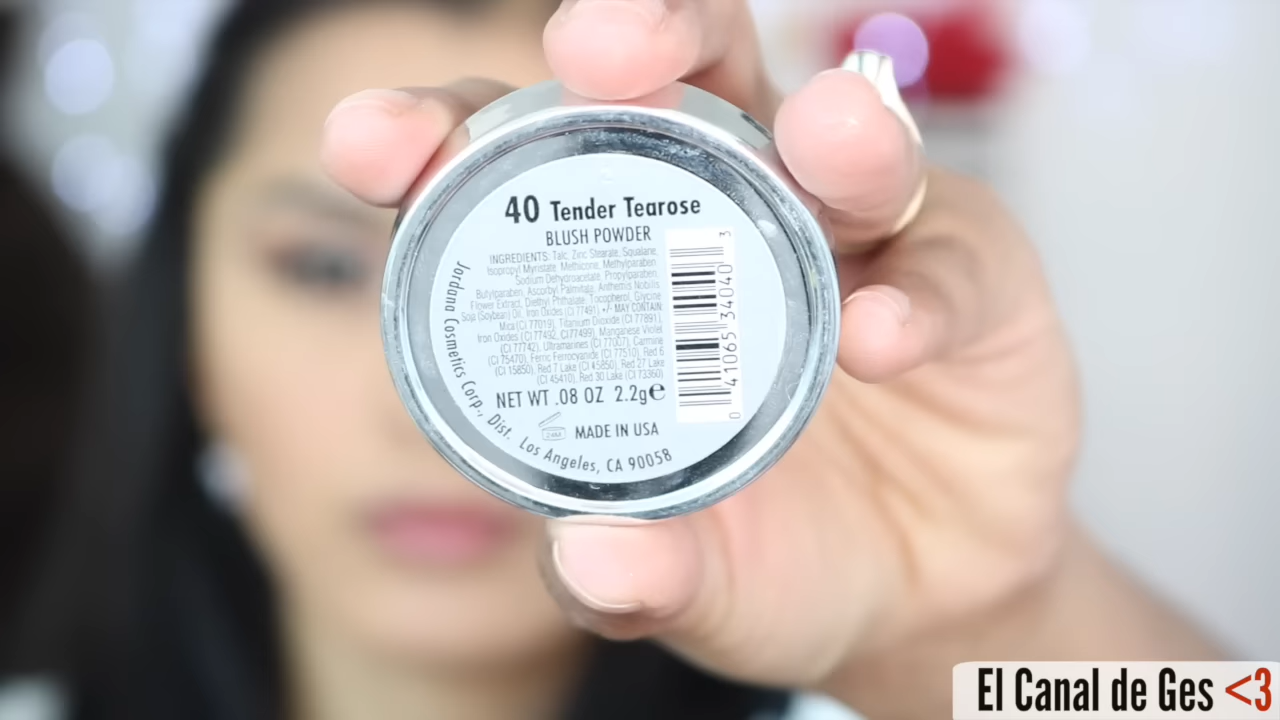 40 Tender Tearose
BLUSH POWDER
INGREDIENTS: Talc, Zinc Stearate, Squalane,
Isopropyl Myristate, Methicone, Methylparaben,
Sodium Dehydroacetate, Propylparaben,
Butylparaben, Ascorbyl Palmitate, Anthemis Nobilis
Flower Extract, Diethyl Phthalate, Tocopherol, Glycine
Soja (Soybean) Oil, Iron Oxides (CI 77491) +/- MAY CONTAIN:
Mica (CI 77019), Titanium Dioxide (CI 77891),
Iron Oxides (CI 77492, CI 77499), Manganese Violet
(CI 77742), Ultramarines (CI 77007), Carmine
(CI 75470), Ferric Ferrocyanide (CI 77510), Red 6
(CI 15850), Red 7 Lake (CI 15850), Red 27 Lake
(CI 45410), Red 30 Lake (CI 73360)
NET WT .08 OZ 2.2g℮
24M
MADE IN USA
Jordana Cosmetics Corp., Dist. Los Angeles, CA 90058
0 41065 34040 3
El Canal de Ges <3